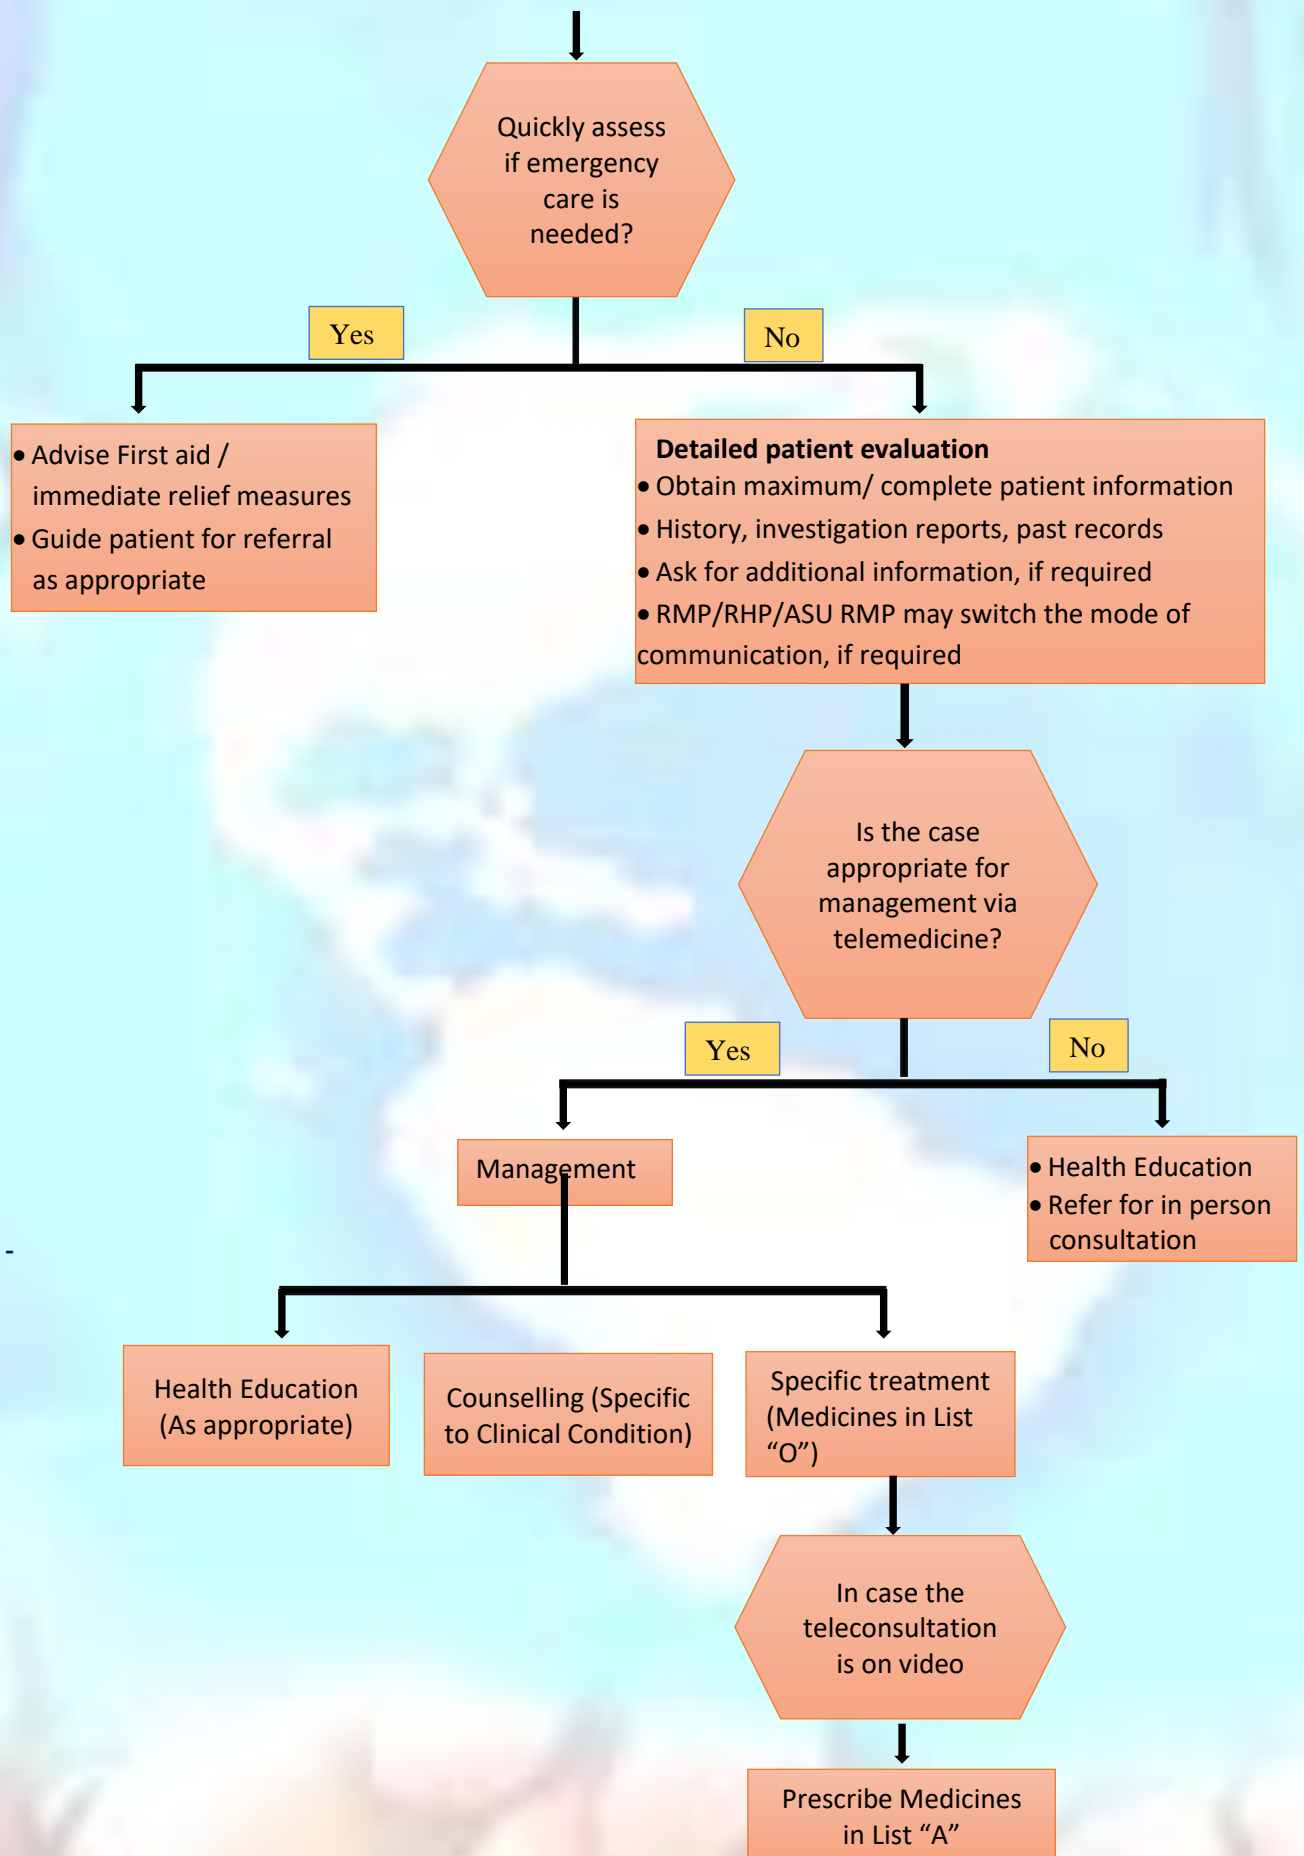 Quickly assess
if emergency
care is
needed?
Yes
No
• Advise First aid /
immediate relief measures
• Guide patient for referral
as appropriate
Detailed patient evaluation
• Obtain maximum/ complete patient information
• History, investigation reports, past records
• Ask for additional information, if required
• RMP/RHP/ASU RMP may switch the mode of
communication, if required
Is the case
appropriate for
management via
telemedicine?
Yes
No
Management
• Health Education
• Refer for in person
consultation
-
Health Education
(As appropriate)
Counselling (Specific
to Clinical Condition)
Specific treatment
(Medicines in List
“O”)
In case the
teleconsultation
is on video
Prescribe Medicines
in List “A”